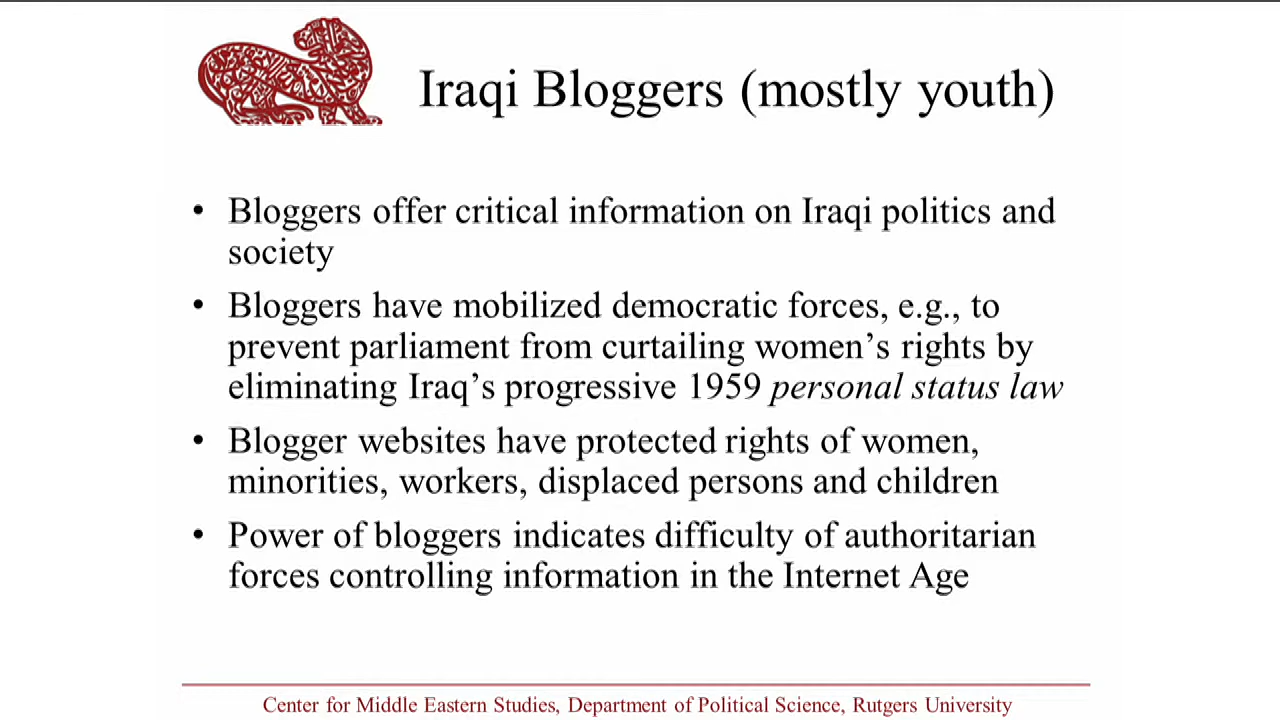 Iraqi Bloggers (mostly youth)
• Bloggers offer critical information on Iraqi politics and
society
• Bloggers have mobilized democratic forces, e.g., to
prevent parliament from curtailing women’s rights by
eliminating Iraq’s progressive 1959 personal status law
• Blogger websites have protected rights of women,
minorities, workers, displaced persons and children
• Power of bloggers indicates difficulty of authoritarian
forces controlling information in the Internet Age
Center for Middle Eastern Studies, Department of Political Science, Rutgers University